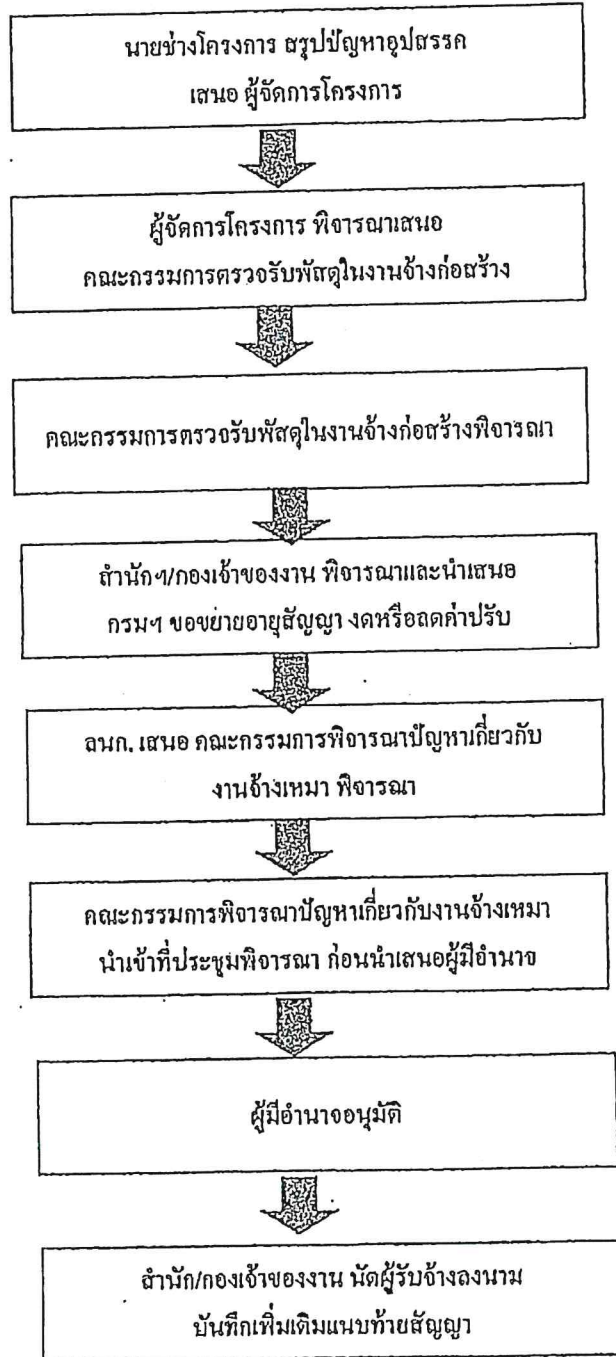 นายช่างโครงการ สรุปปัญหาอุปสรรค
เสนอ ผู้จัดการโครงการ
ผู้จัดการโครงการ พิจารณาเสนอ
คณะกรรมการตรวจรับพัสดุในงานจ้างก่อสร้าง
คณะกรรมการตรวจรับพัสดุในงานจ้างก่อสร้างพิจารณา
สำนักฯ/กองเจ้าของงาน พิจารณาและนำเสนอ
กรมฯ ขอขยายอายุสัญญา งดหรือลดค่าปรับ
ลนก. เสนอ คณะกรรมการพิจารณาปัญหาเกี่ยวกับ
งานจ้างเหมา พิจารณา
คณะกรรมการพิจารณาปัญหาเกี่ยวกับงานจ้างเหมา
นำเข้าที่ประชุมพิจารณา ก่อนนำเสนอผู้มีอำนาจ
ผู้มีอำนาจอนุมัติ
สำนัก/กองเจ้าของงาน นัดผู้รับจ้างลงนาม
บันทึกเพิ่มเติมแนบท้ายสัญญา